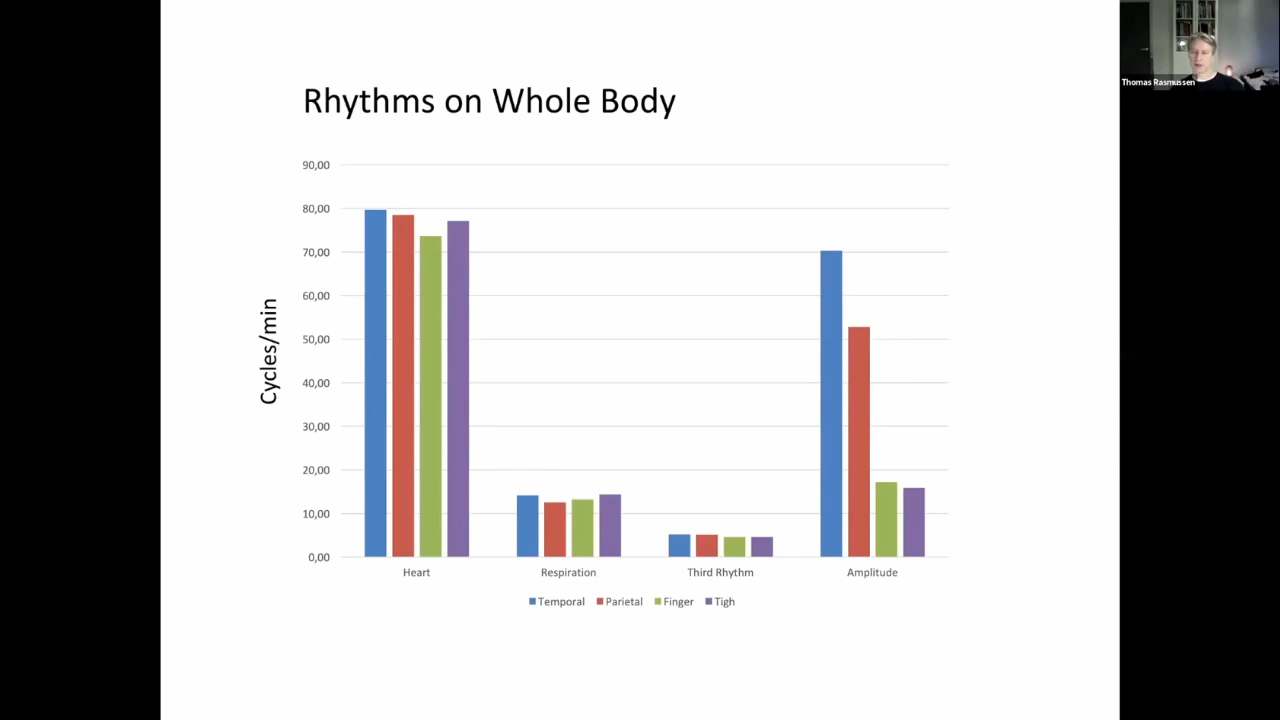 Thomas Rasmussen
Rhythms on Whole Body
Cycles/min
90,00
80,00
70,00
60,00
50,00
40,00
30,00
20,00
10,00
0,00
Heart Respiration Third Rhythm Amplitude
Temporal Parietal Finger Tigh